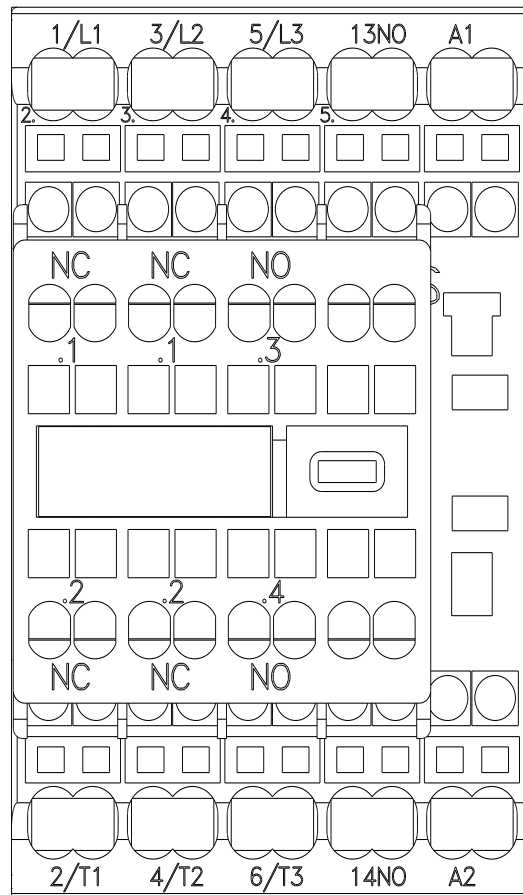 1/L1 3/L2 5/L3 13NO A1
2. 3. 4. 5.
NC NC NO
.1 .1 .3
.2 .2 .4
NC NC NO
2/T1 4/T2 6/T3 14NO A2